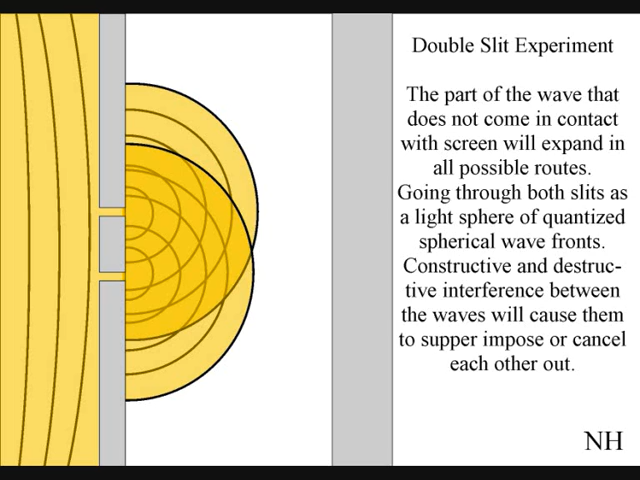 Double Slit Experiment
The part of the wave that
does not come in contact
with screen will expand in
all possible routes.
Going through both slits as
a light sphere of quantized
spherical wave fronts.
Constructive and destruc-
tive interference between
the waves will cause them
to supper impose or cancel
each other out.
NH